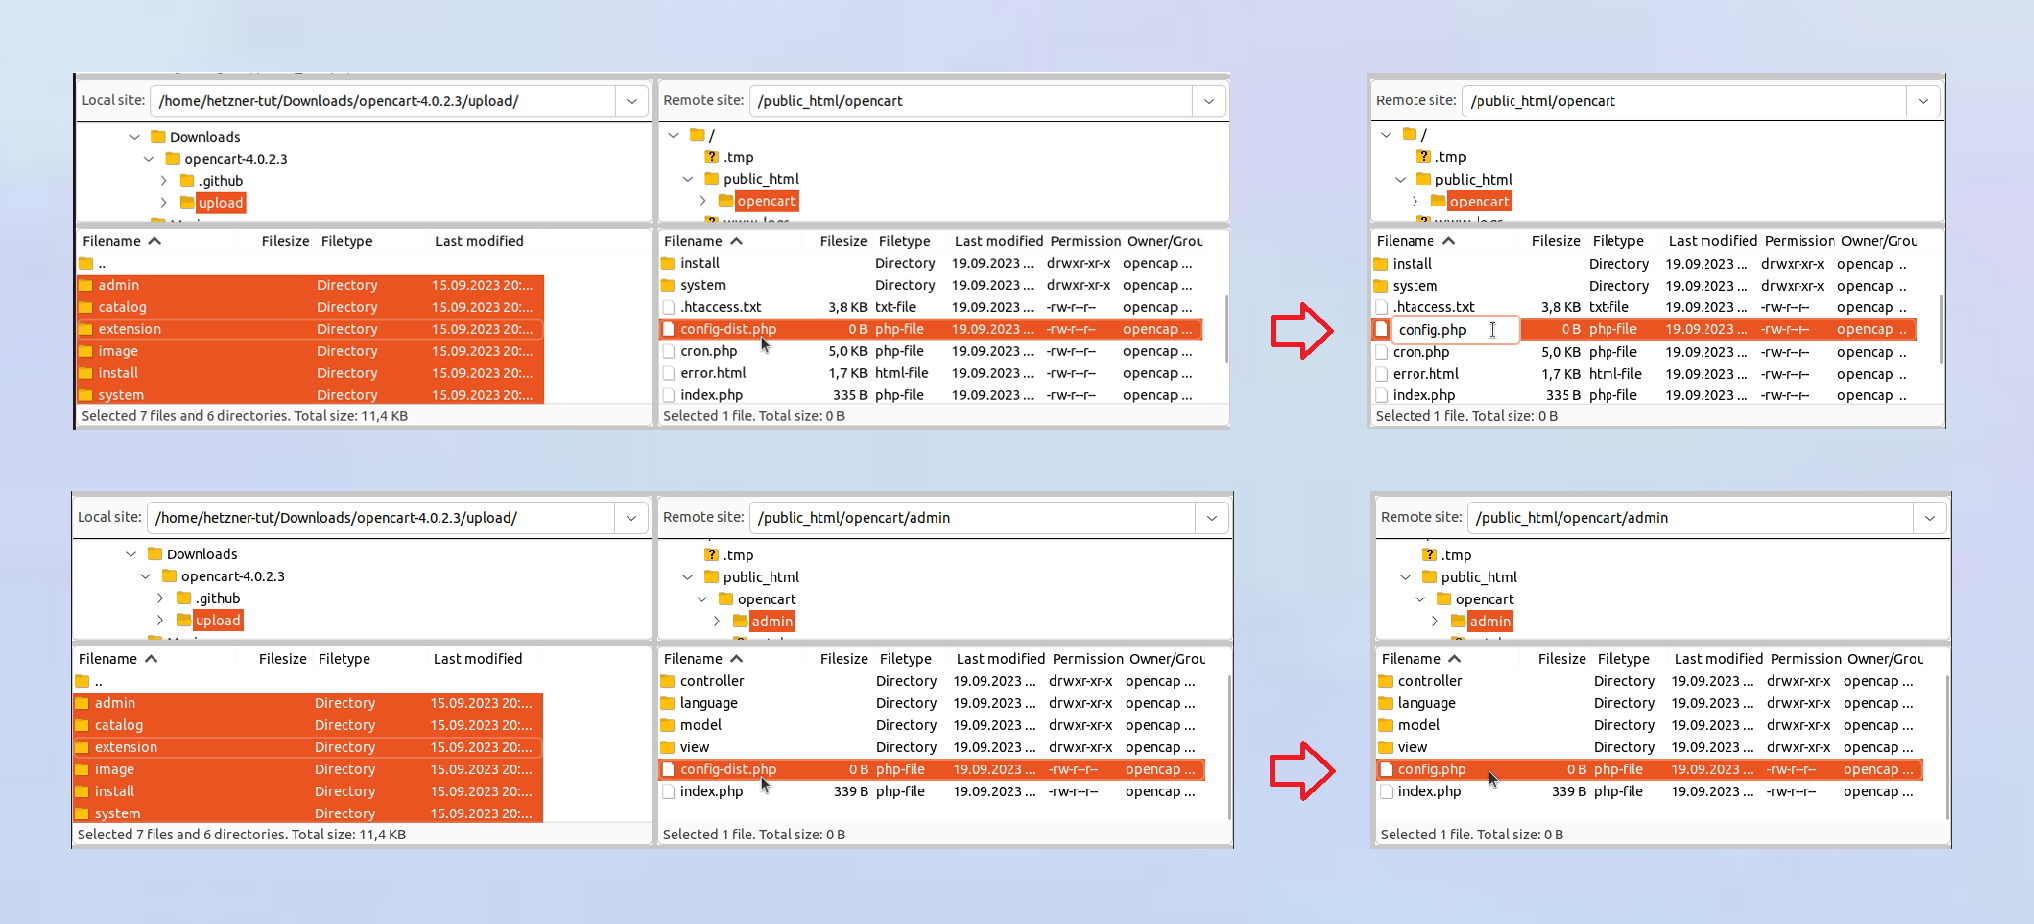 Local site: /home/hetzner-tut/Downloads/opencart-4.0.2.3/upload/
Downloads
opencart-4.0.2.3
.github
upload
Filename Filesize Filetype Last modified
..
admin Directory 15.09.2023 20:...
catalog Directory 15.09.2023 20:...
extension Directory 15.09.2023 20:...
image Directory 15.09.2023 20:...
install Directory 15.09.2023 20:...
system Directory 15.09.2023 20:...
Selected 7 files and 6 directories. Total size: 11,4 KB
Remote site: /public_html/opencart
/
.tmp
public_html
opencart
Filename Filesize Filetype Last modified Permission Owner/Grou
install Directory 19.09.2023 ... drwxr-xr-x opencap ...
system Directory 19.09.2023 ... drwxr-xr-x opencap ...
.htaccess.txt 3,8 KB txt-file 19.09.2023 ... -rw-r--r-- opencap ...
config-dist.php 0 B php-file 19.09.2023 ... -rw-r--r-- opencap ...
cron.php 5,0 KB php-file 19.09.2023 ... -rw-r--r-- opencap ...
error.html 1,7 KB html-file 19.09.2023 ... -rw-r--r-- opencap ...
index.php 335 B php-file 19.09.2023 ... -rw-r--r-- opencap ...
Selected 1 file. Total size: 0 B
Remote site: /public_html/opencart
/
.tmp
public_html
opencart
Filename Filesize Filetype Last modified Permission Owner/Grou
install Directory 19.09.2023 ... drwxr-xr-x opencap ..
system Directory 19.09.2023 ... drwxr-xr-x opencap ..
.htaccess.txt 3,8 KB txt-file 19.09.2023 ... -rw-r--r-- opencap ..
config.php 0 B php-file 19.09.2023 ... -rw-r--r-- opencap ..
cron.php 5,0 KB php-file 19.09.2023 ... -rw-r--r-- opencap ..
error.html 1,7 KB html-file 19.09.2023 ... -rw-r--r-- opencap ..
index.php 335 B php-file 19.09.2023 ... -rw-r--r-- opencap ..
Selected 1 file. Total size: 0 B
Local site: /home/hetzner-tut/Downloads/opencart-4.0.2.3/upload/
Downloads
opencart-4.0.2.3
.github
upload
Filename Filesize Filetype Last modified
..
admin Directory 15.09.2023 20:...
catalog Directory 15.09.2023 20:...
extension Directory 15.09.2023 20:...
image Directory 15.09.2023 20:...
install Directory 15.09.2023 20:...
system Directory 15.09.2023 20:...
Selected 7 files and 6 directories. Total size: 11,4 KB
Remote site: /public_html/opencart/admin
.tmp
public_html
opencart
admin
Filename Filesize Filetype Last modified Permission Owner/Grou
controller Directory 19.09.2023 ... drwxr-xr-x opencap ...
language Directory 19.09.2023 ... drwxr-xr-x opencap ...
model Directory 19.09.2023 ... drwxr-xr-x opencap ...
view Directory 19.09.2023 ... drwxr-xr-x opencap ...
config-dist.php 0 B php-file 19.09.2023 ... -rw-r--r-- opencap ...
index.php 339 B php-file 19.09.2023 ... -rw-r--r-- opencap ...
Selected 1 file. Total size: 0 B
Remote site: /public_html/opencart/admin
.tmp
public_html
opencart
admin
Filename Filesize Filetype Last modified Permission Owner/Grou
controller Directory 19.09.2023 ... drwxr-xr-x opencap ...
language Directory 19.09.2023 ... drwxr-xr-x opencap ...
model Directory 19.09.2023 ... drwxr-xr-x opencap ...
view Directory 19.09.2023 ... drwxr-xr-x opencap ...
config.php 0 B php-file 19.09.2023 ... -rw-r--r-- opencap ...
index.php 339 B php-file 19.09.2023 ... -rw-r--r-- opencap ...
Selected 1 file. Total size: 0 B